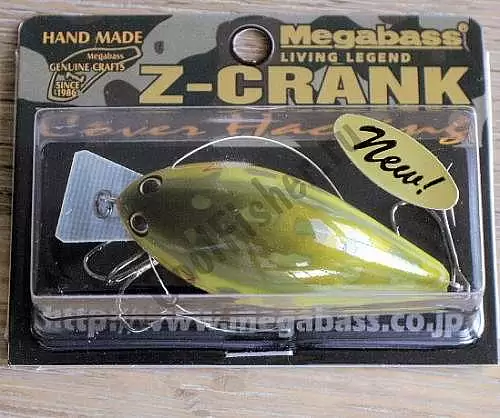 HAND MADE
Megabass
GENUINE CRAFTS
SINCE
1986
Megabass®
LIVING LEGEND
Z-CRANK
Cover Hacking
New!
http://www.megabass.co.jp